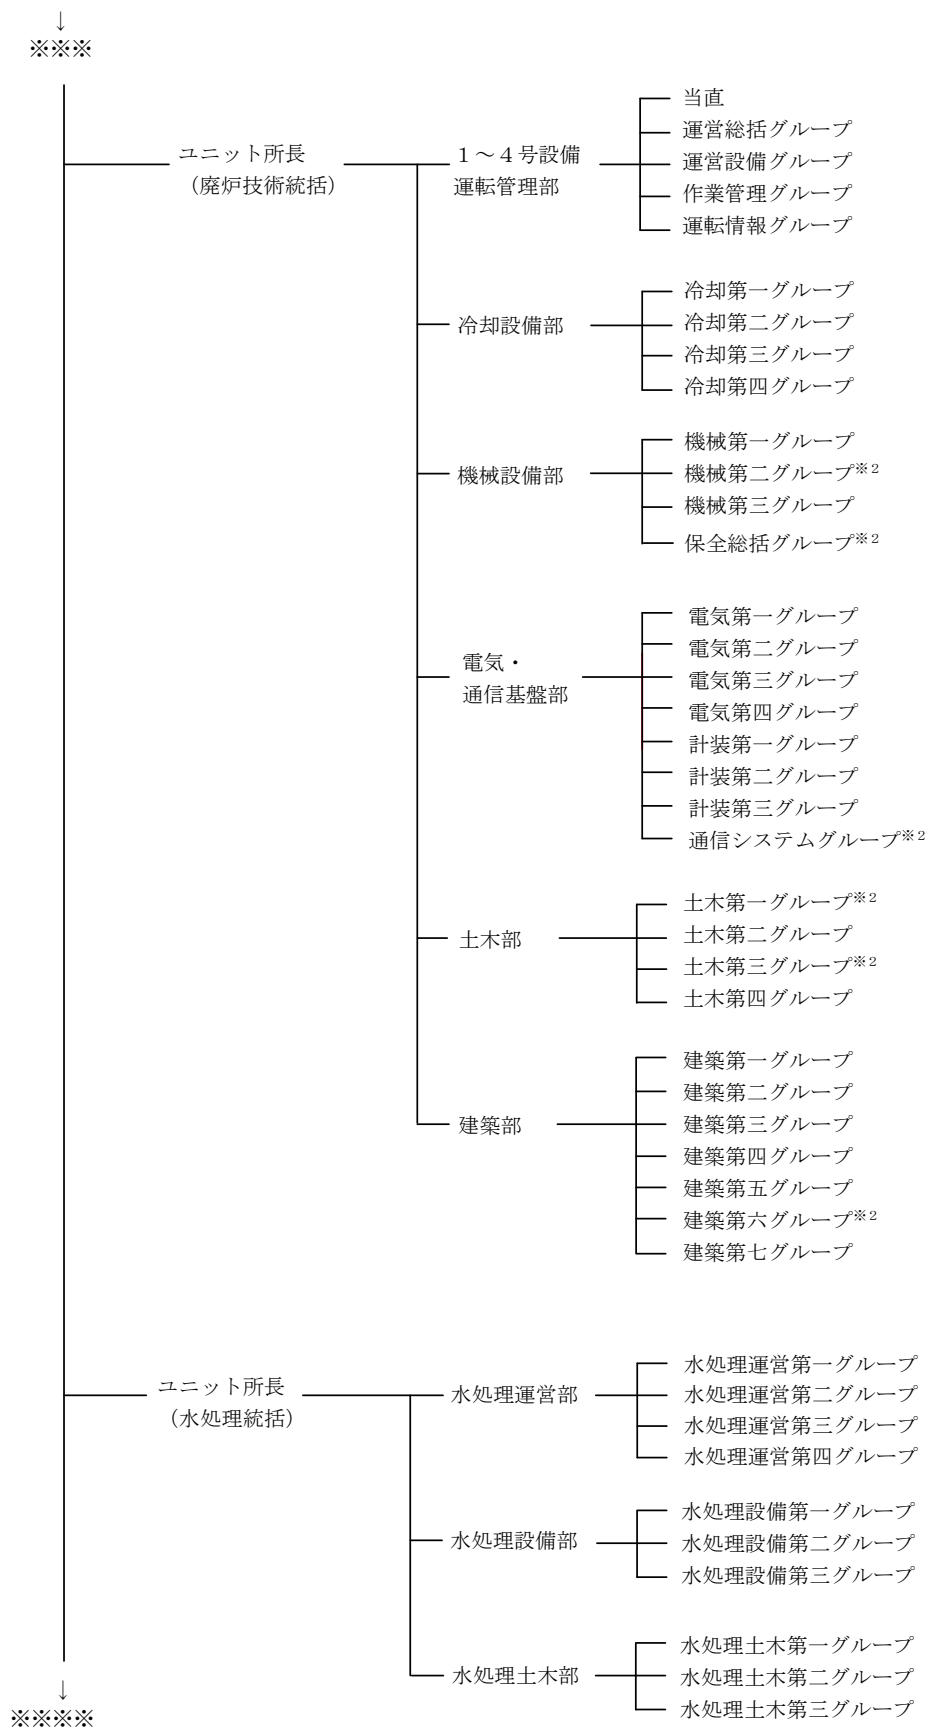 ↓
※※※
ユニット所長
（廃炉技術統括）
１～４号設備
運転管理部
当直
運営総括グループ
運営設備グループ
作業管理グループ
運転情報グループ
冷却設備部
冷却第一グループ
冷却第二グループ
冷却第三グループ
冷却第四グループ
機械設備部
機械第一グループ
機械第二グループ※２
機械第三グループ
保全総括グループ※２
電気・
通信基盤部
電気第一グループ
電気第二グループ
電気第三グループ
電気第四グループ
計装第一グループ
計装第二グループ
計装第三グループ
通信システムグループ※２
土木部
土木第一グループ※２
土木第二グループ
土木第三グループ※２
土木第四グループ
建築部
建築第一グループ
建築第二グループ
建築第三グループ
建築第四グループ
建築第五グループ
建築第六グループ※２
建築第七グループ
ユニット所長
（水処理統括）
水処理運営部
水処理運営第一グループ
水処理運営第二グループ
水処理運営第三グループ
水処理運営第四グループ
水処理設備部
水処理設備第一グループ
水処理設備第二グループ
水処理設備第三グループ
水処理土木部
水処理土木第一グループ
水処理土木第二グループ
水処理土木第三グループ
↓
※※※※